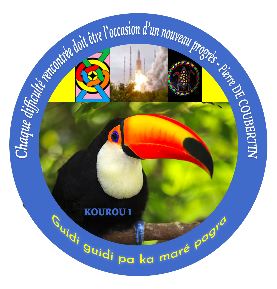 Chaque difficulté rencontrée doit être l'occasion d'un nouveau progrès - Pierre DE COUBERTIN
KOUROU 1
Guidi guidi pa ka maré pagra